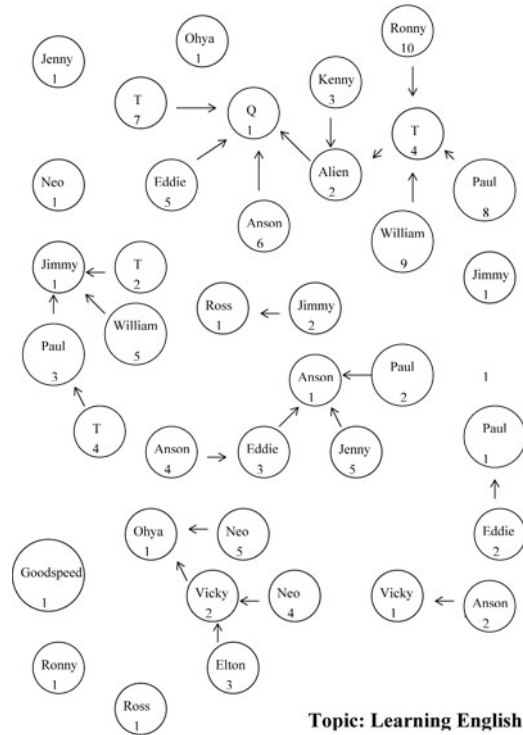 Ohya
1
Ronny
10
Jenny
1
Kenny
3
T
7
Q
1
T
4
Alien
2
Neo
1
Eddie
5
Paul
8
Anson
6
William
9
Jimmy
1
T
2
Jimmy
1
Ross
1
Jimmy
2
William
5
Paul
3
Anson
1
Paul
2
1
T
4
Anson
4
Eddie
3
Jenny
5
Paul
1
Ohya
1
Neo
5
Eddie
2
Goodspeed
1
Vicky
2
Neo
4
Vicky
1
Anson
2
Ronny
1
Elton
3
Ross
1
Topic: Learning English